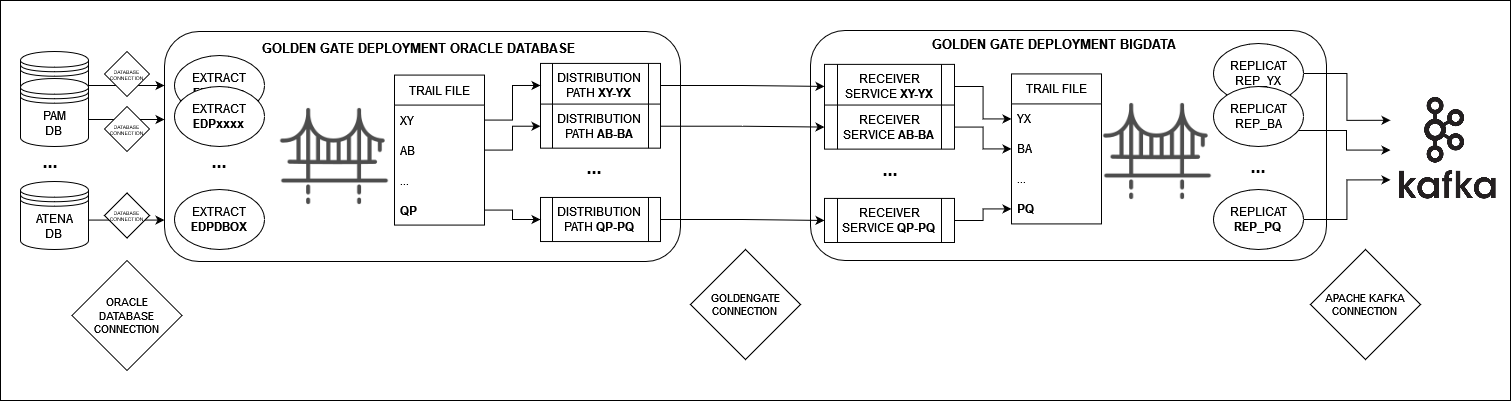 GOLDEN GATE DEPLOYMENT ORACLE DATABASE
GOLDEN GATE DEPLOYMENT BIGDATA
PAM
DB
...
ATENA
DB
DATABASE
CONNECTION
DATABASE
CONNECTION
DATABASE
CONNECTION
EXTRACT
EXTRACT
EDPxxxx
...
EXTRACT
EDPDBOX
TRAIL FILE
XY
AB
...
QP
DISTRIBUTION
PATH XY-YX
DISTRIBUTION
PATH AB-BA
...
DISTRIBUTION
PATH QP-PQ
RECEIVER
SERVICE XY-YX
RECEIVER
SERVICE AB-BA
...
RECEIVER
SERVICE QP-PQ
TRAIL FILE
YX
BA
...
PQ
REPLICAT
REP_YX
REPLICAT
REP_BA
...
REPLICAT
REP_PQ
kafka
ORACLE
DATABASE
CONNECTION
GOLDENGATE
CONNECTION
APACHE KAFKA
CONNECTION